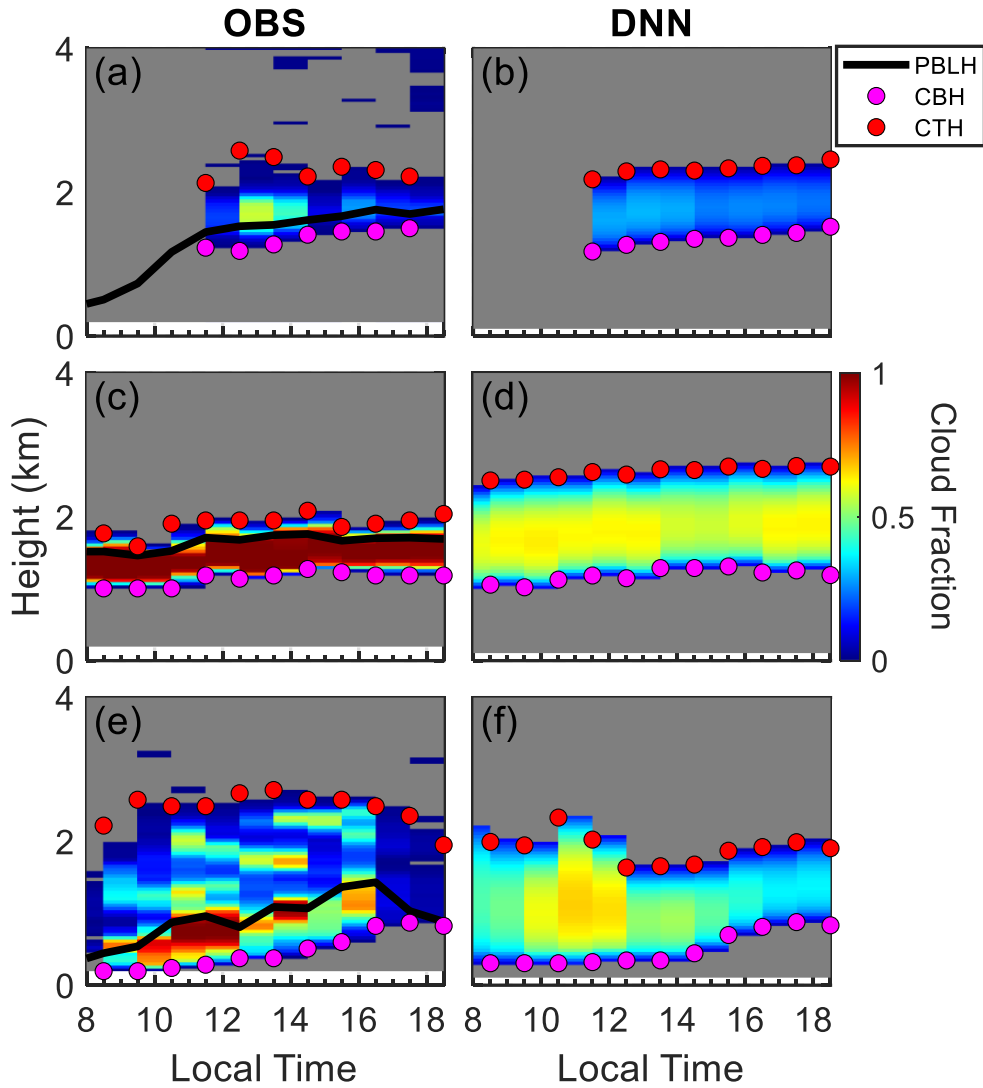 OBS DNN
4 (a) (b) PBLH
CBH
CTH
2
0
4 (c) (d) 1
2 0.5
0 0
Height (km)
Cloud Fraction
4 (e) (f)
2
0
8 10 12 14 16 18 8 10 12 14 16 18
Local Time Local Time